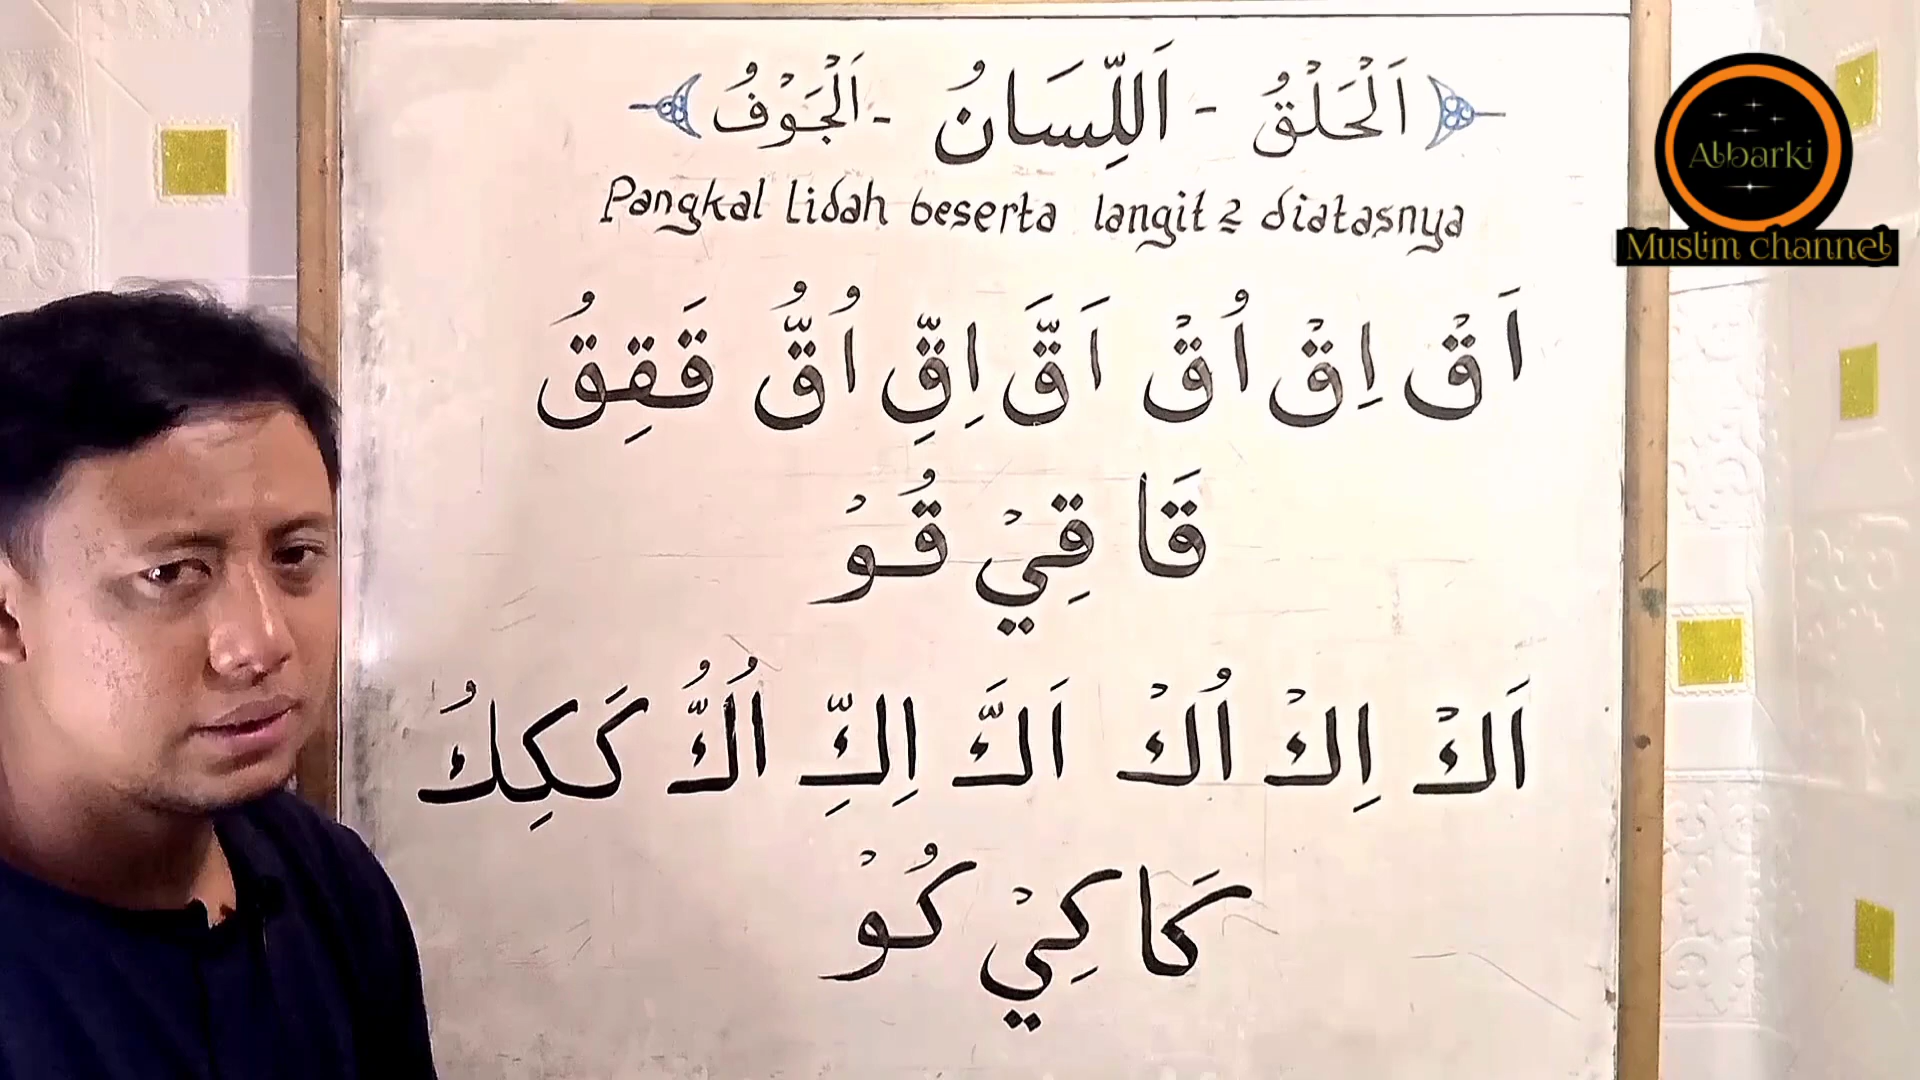 اَلْحَلْقُ - اَللِّسَانُ - اَلْجَوْفُ
Pangkal lidah beserta langit2 diatasnya
اَقْ اِقْ اُقْ اَقَّ اِقِّ اُقُّ قَقِقُ
قَا قِيْ قُوْ
اَكْ اِكْ اُكْ اَكَّ اِكِّ اُكُّ كَكِكُ
كَا كِيْ كُوْ
Abbarki
Muslim channel